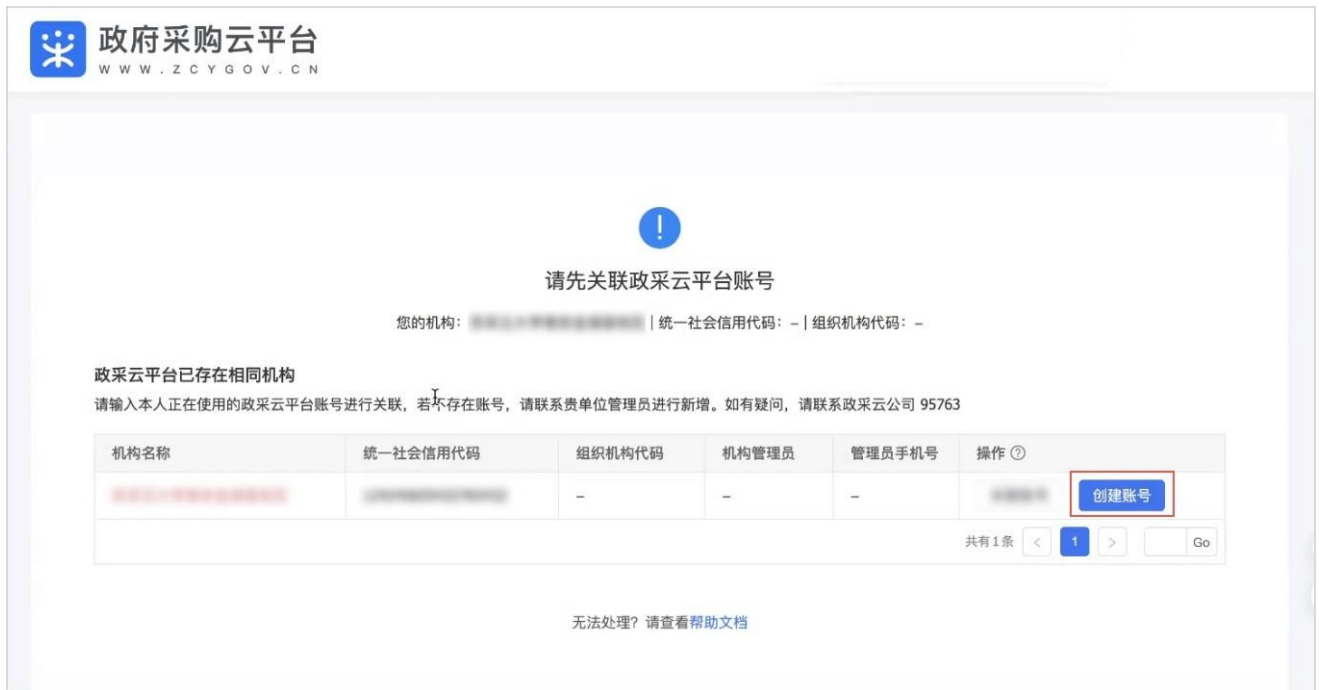 政府采购云平台
WWW.ZCYGOV.CN
请先关联政采云平台账号
您的机构： | 统一社会信用代码：– | 组织机构代码：–
政采云平台已存在相同机构
请输入本人正在使用的政采云平台账号进行关联，若不存在账号，请联系贵单位管理员进行新增。如有疑问，请联系政采云公司 95763
机构名称 统一社会信用代码 组织机构代码 机构管理员 管理员手机号 操作
– – – 创建账号
共有1条 < 1 > Go
无法处理？请查看帮助文档